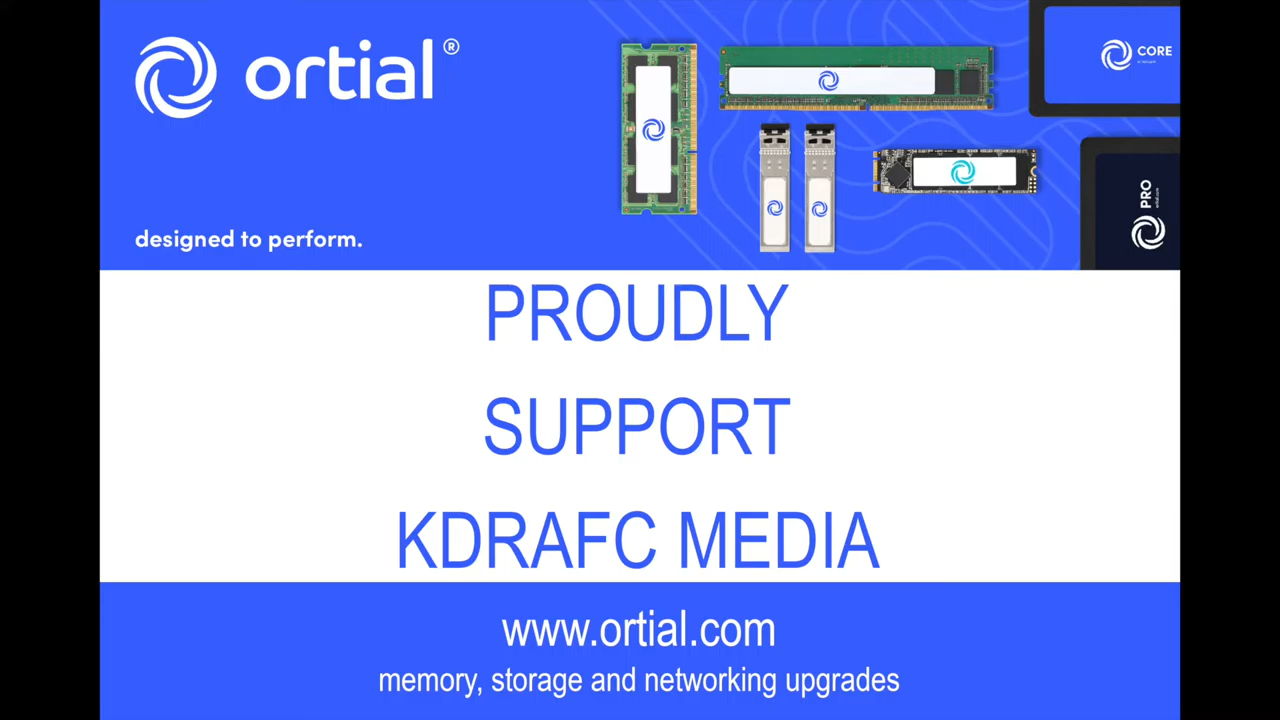 ortial®
CORE
PRO
designed to perform.
PROUDLY
SUPPORT
KDRAFC MEDIA
www.ortial.com
memory, storage and networking upgrades